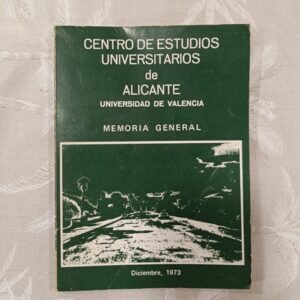 CENTRO DE ESTUDIOS
UNIVERSITARIOS
de
ALICANTE
UNIVERSIDAD DE VALENCIA
MEMORIA GENERAL
Diciembre, 1973